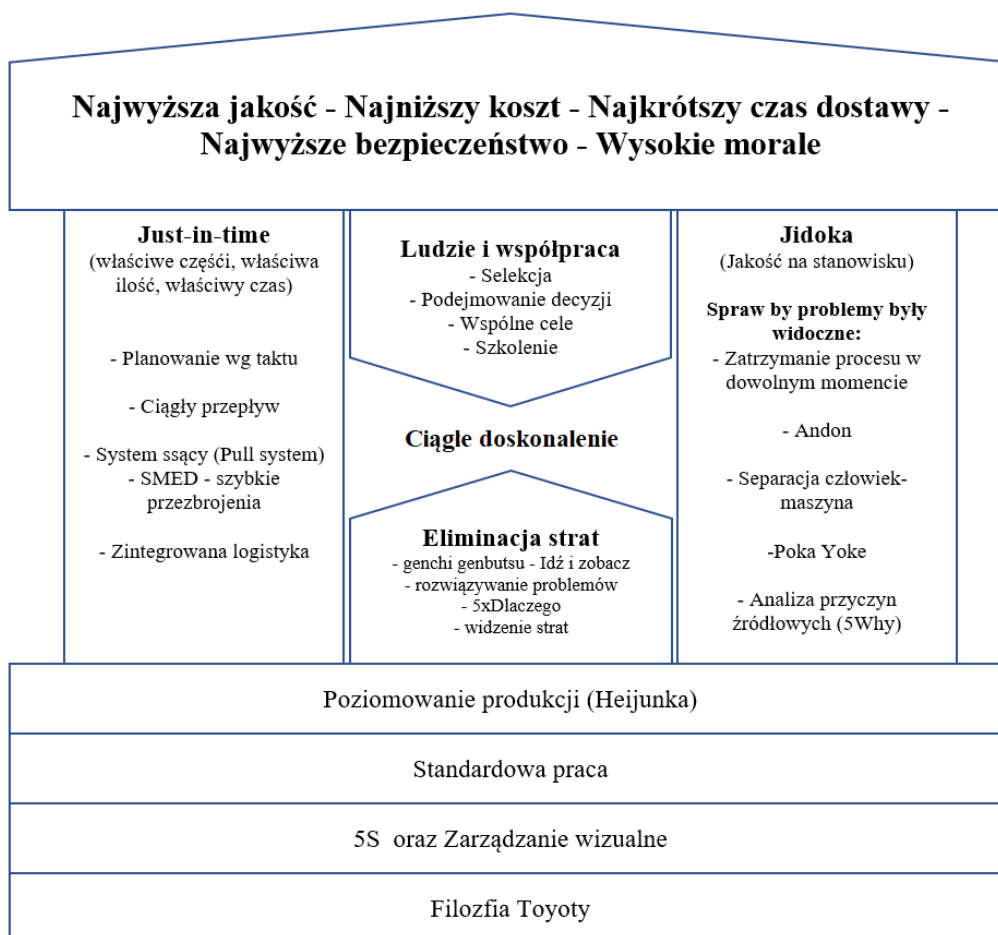 Najwyższa jakość - Najniższy koszt - Najkrótszy czas dostawy -
Najwyższe bezpieczeństwo - Wysokie morale
Just-in-time
(właściwe częśći, właściwa
ilość, właściwy czas)
- Planowanie wg taktu
- Ciągły przepływ
- System ssący (Pull system)
- SMED - szybkie
przezbrojenia
- Zintegrowana logistyka
Ludzie i współpraca
- Selekcja
- Podejmowanie decyzji
- Wspólne cele
- Szkolenie
Ciągłe doskonalenie
Eliminacja strat
- genchi genbutsu - Idź i zobacz
- rozwiązywanie problemów
- 5xDlaczego
- widzenie strat
Jidoka
(Jakość na stanowisku)
Spraw by problemy były
widoczne:
- Zatrzymanie procesu w
dowolnym momencie
- Andon
- Separacja człowiek-
maszyna
-Poka Yoke
- Analiza przyczyn
źródłowych (5Why)
Poziomowanie produkcji (Heijunka)
Standardowa praca
5S  oraz Zarządzanie wizualne
Filozfia Toyoty